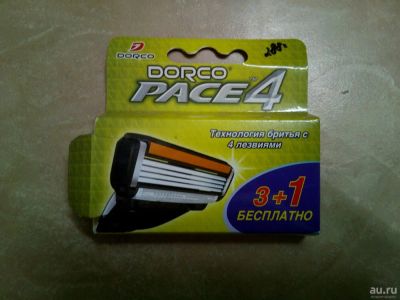 DORCO
DORCO
PACE4
Технология бритья с
4 лезвиями
3+1
БЕСПЛАТНО
au.ru